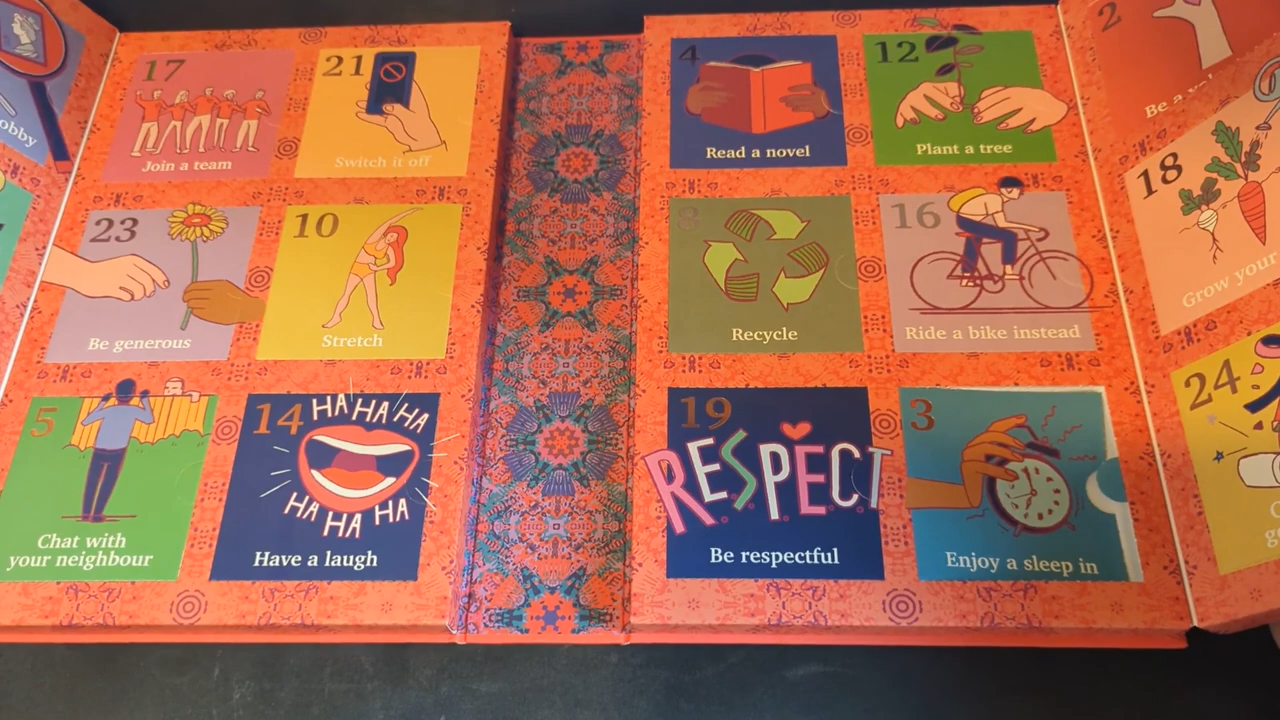 obby
17
Join a team
21
Switch it off
23
Be generous
10
Stretch
5
Chat with
your neighbour
14
HA HA HA
HA HA HA
Have a laugh
4
Read a novel
12
Plant a tree
8
Recycle
16
Ride a bike instead
19
RESPECT
Be respectful
3
Enjoy a sleep in
2
Be a
18
Grow your
24